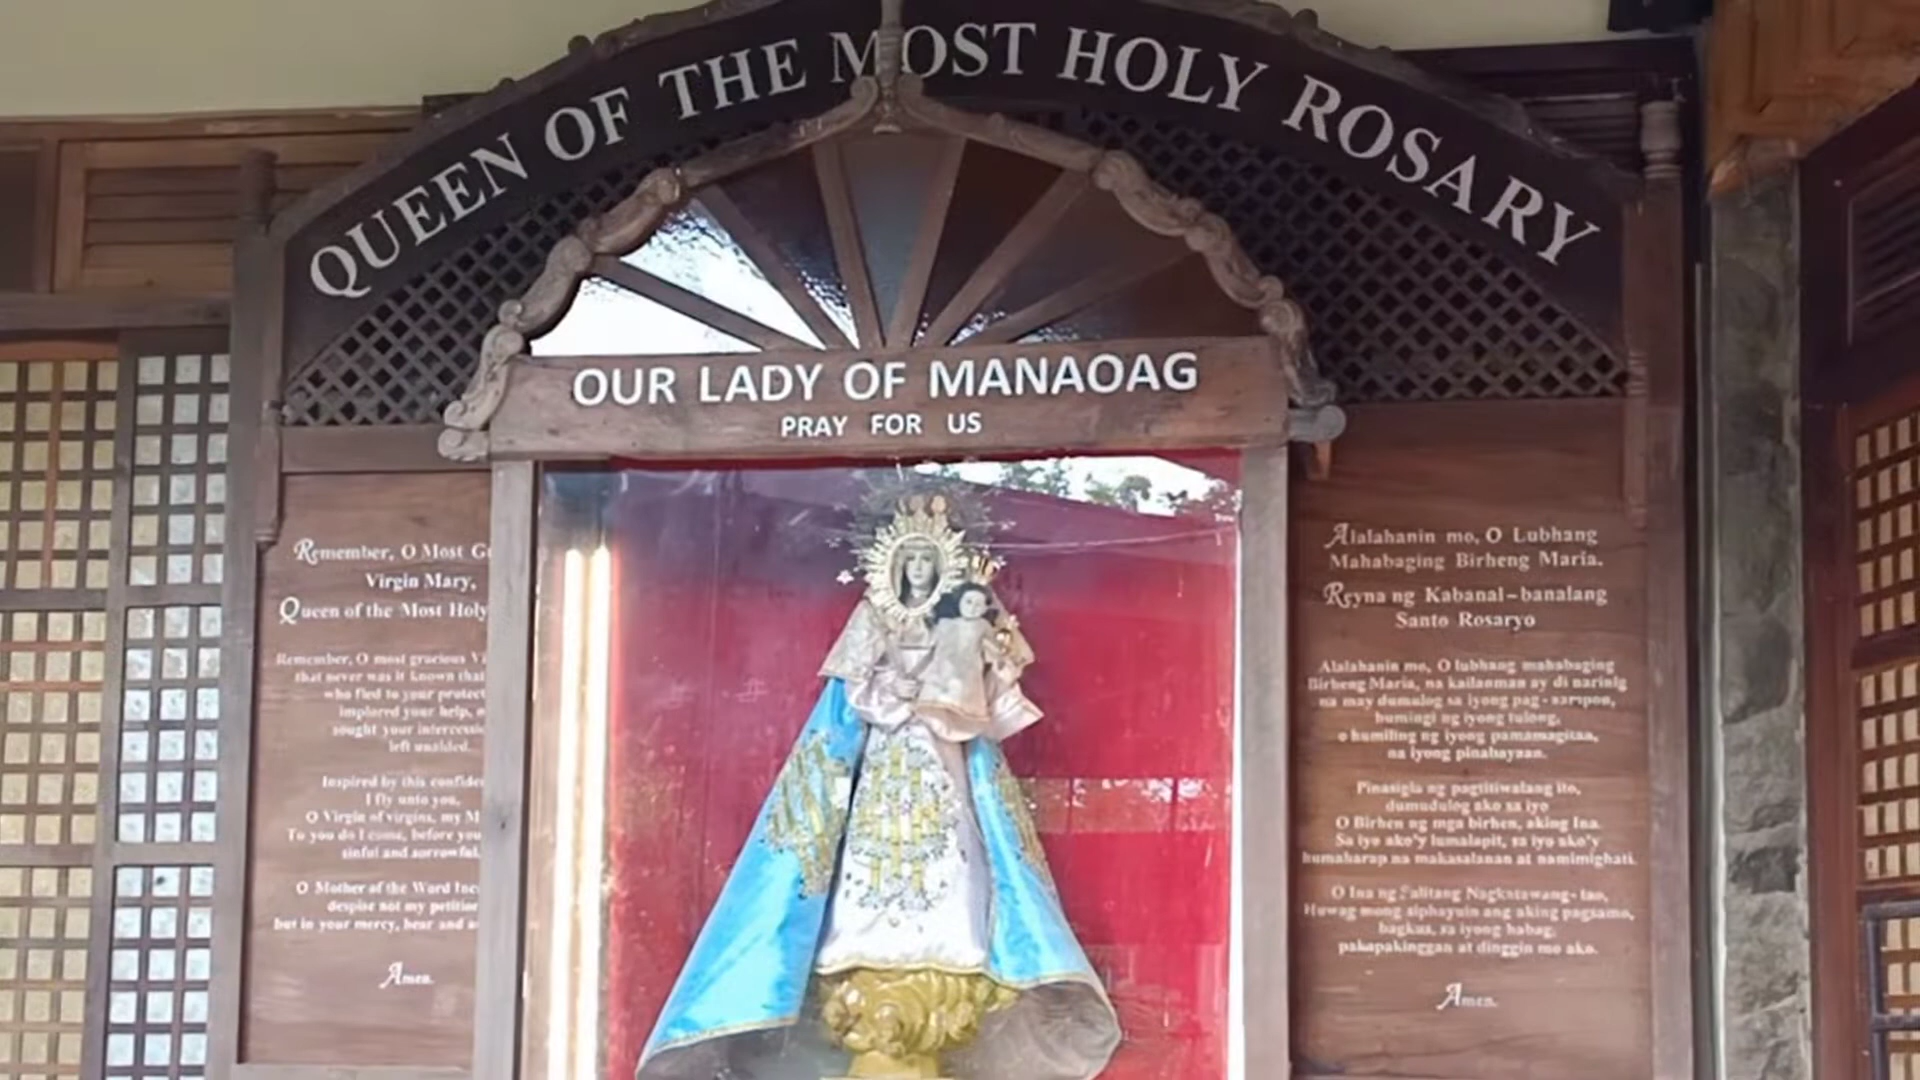 QUEEN OF THE MOST HOLY ROSARY
OUR LADY OF MANAOAG
PRAY FOR US
Remember, O Most
Virgin Mary,
Queen of the Most Holy
Remember, O most gracious
that never was it known that
who fled to your
implored your help,
sought your
left unaided.
Inspired by this
I fly unto you,
O Virgin of virgins, my
To you do I come, before you
sinful and sorrowful.
O Mother of the Word
despise not my
but in your mercy, hear and
Amen.
Alalahanin mo, O Lubhang
Mahabaging Birheng Maria.
Reyna ng Kabanal-banalang
Santo Rosaryo
Alalahanin mo, O lubhang mahabaging
Birheng Maria, na kailanman ay di narinig
na may dumulog sa iyong
humingi ng iyong tulong,
o humiling ng iyong pamamagitan,
na iyong pinabayaan.
Pinasigla ng pagtitiwalang ito,
dumudulog ako sa iyo
O Birhen ng mga birhen, aking Ina.
Sa iyo ako'y lumalapit, sa iyo ako'y
humaharap na makasalanan at namimighati.
O Ina ng Salitang Nagkatawang-tao,
Huwag mong siphayuin ang aking pagsamo,
bagkus, sa iyong habag,
pakapakinggan at dinggin mo ako.
Amen.